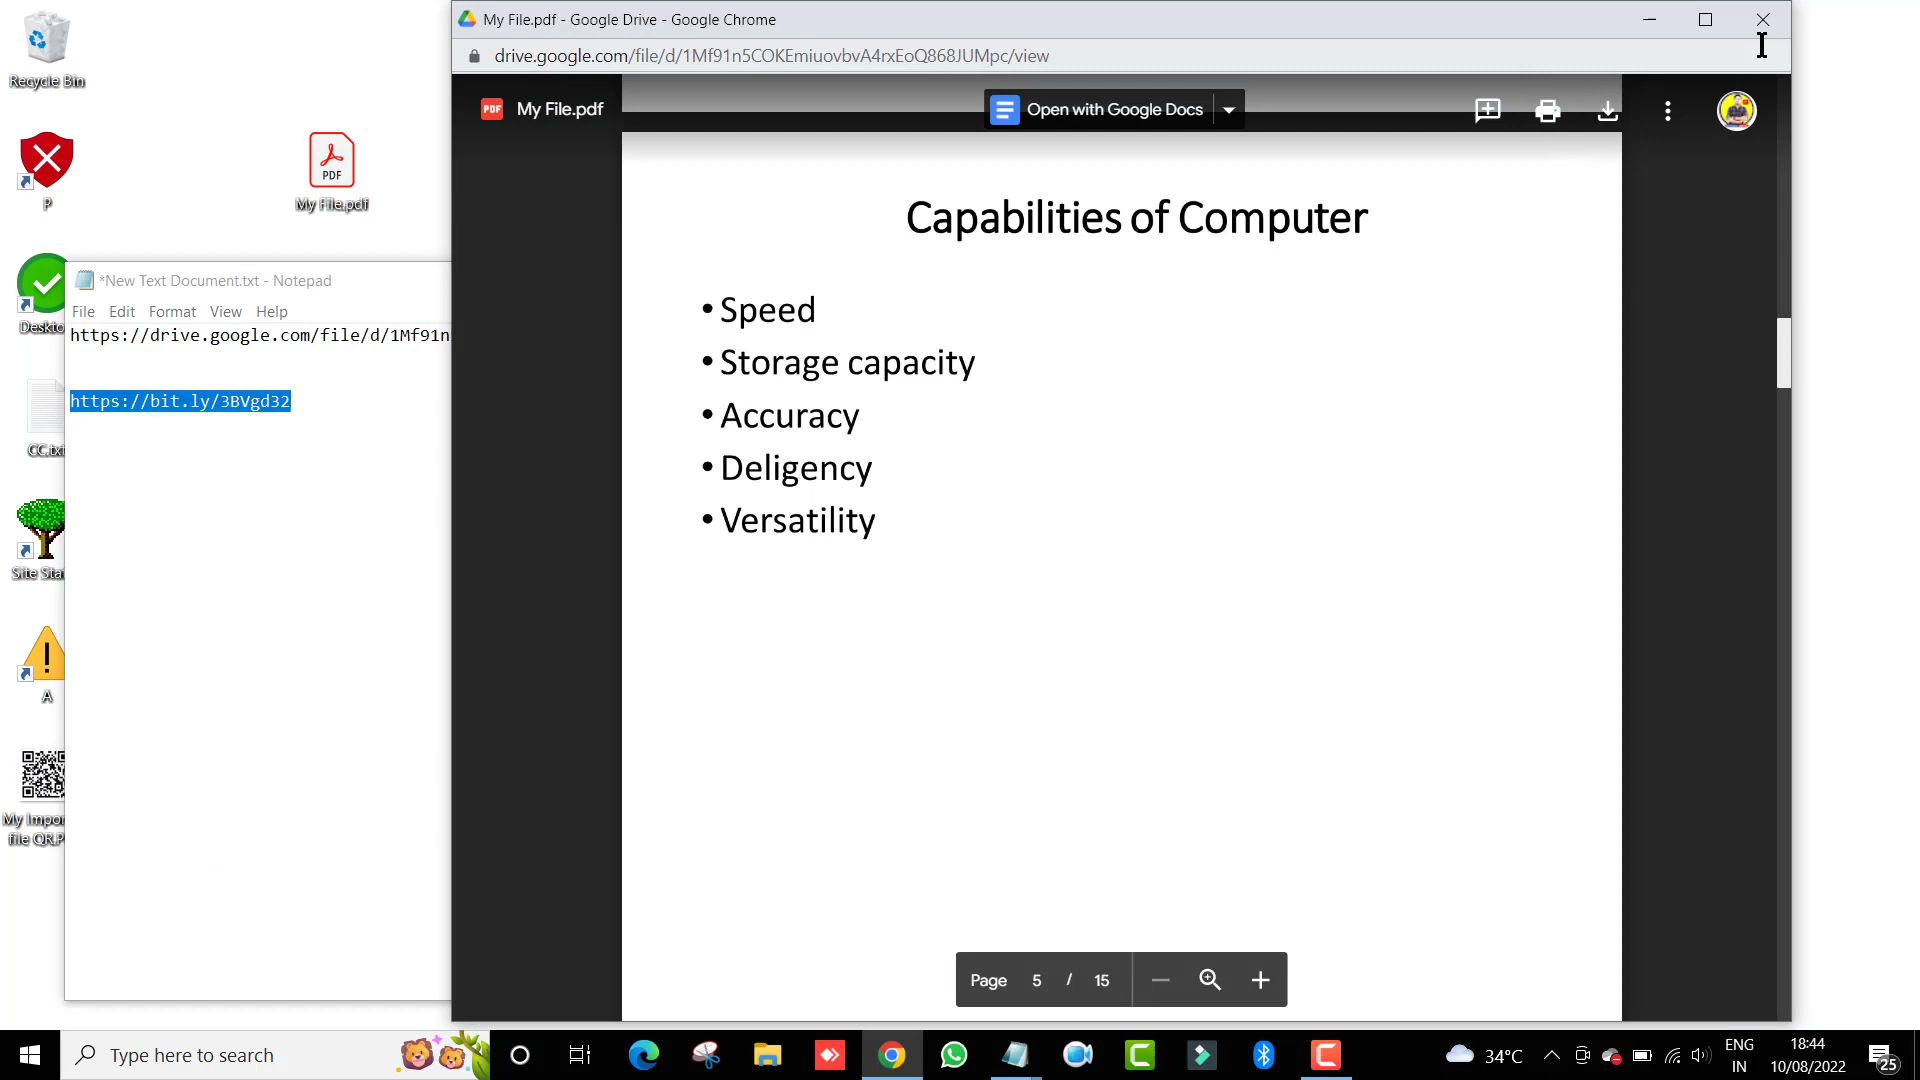 My File.pdf - Google Drive - Google Chrome
drive.google.com/file/d/1Mf91n5COKEmiuovbvA4rxEoQ868JUMpc/view
PDF
My File.pdf
Open with Google Docs
Capabilities of Computer
• Speed
• Storage capacity
• Accuracy
• Deligency
• Versatility
Page 5 / 15
Recycle Bin
P
PDF
My File.pdf
Deskto
CC.txt
Site Sta
A
My Impor
file QR.P
*New Text Document.txt - Notepad
File Edit Format View Help
https://drive.google.com/file/d/1Mf91n
https://bit.ly/3BVgd32
Type here to search
34°C
ENG
IN
18:44
10/08/2022
25